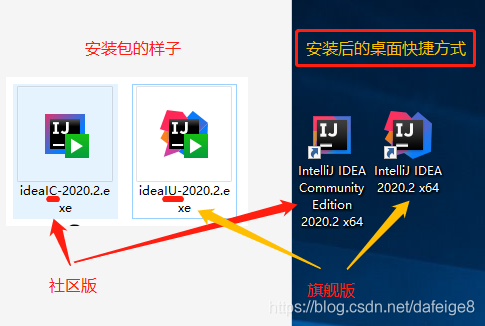 安装包的样子
安装后的桌面快捷方式
IJ
IJ
ideaIC-2020.2.e
xe
ideaIU-2020.2.e
xe
IJ
IJ
IntelliJ IDEA
Community
Edition
2020.2 x64
IntelliJ IDEA
2020.2 x64
社区版
旗舰版
https://blog.csdn.net/dafeige8